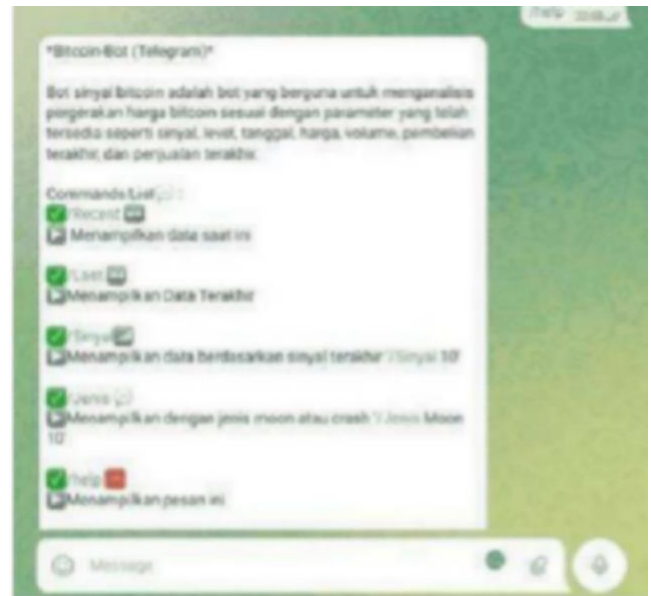 /help
*Bitcoin-Bot (Telegram)*
Bot sinyal bitcoin adalah bot yang berguna untuk menganalisis
pergerakan harga bitcoin sesuai dengan parameter yang telah
tersedia seperti sinyal, level, tanggal, harga, volume, pembelian
terakhir, dan penjualan terakhir.
Commands List :
/Recent
Menampilkan data saat ini
/Last
Menampilkan Data Terakhir
/Sinyal
Menampilkan data berdasarkan sinyal terakhir '/Sinyal 10'
/Jenis
Menampilkan dengan jenis moon atau crash '/Jenis Moon
10'
/help
Menampilkan pesan ini
Message